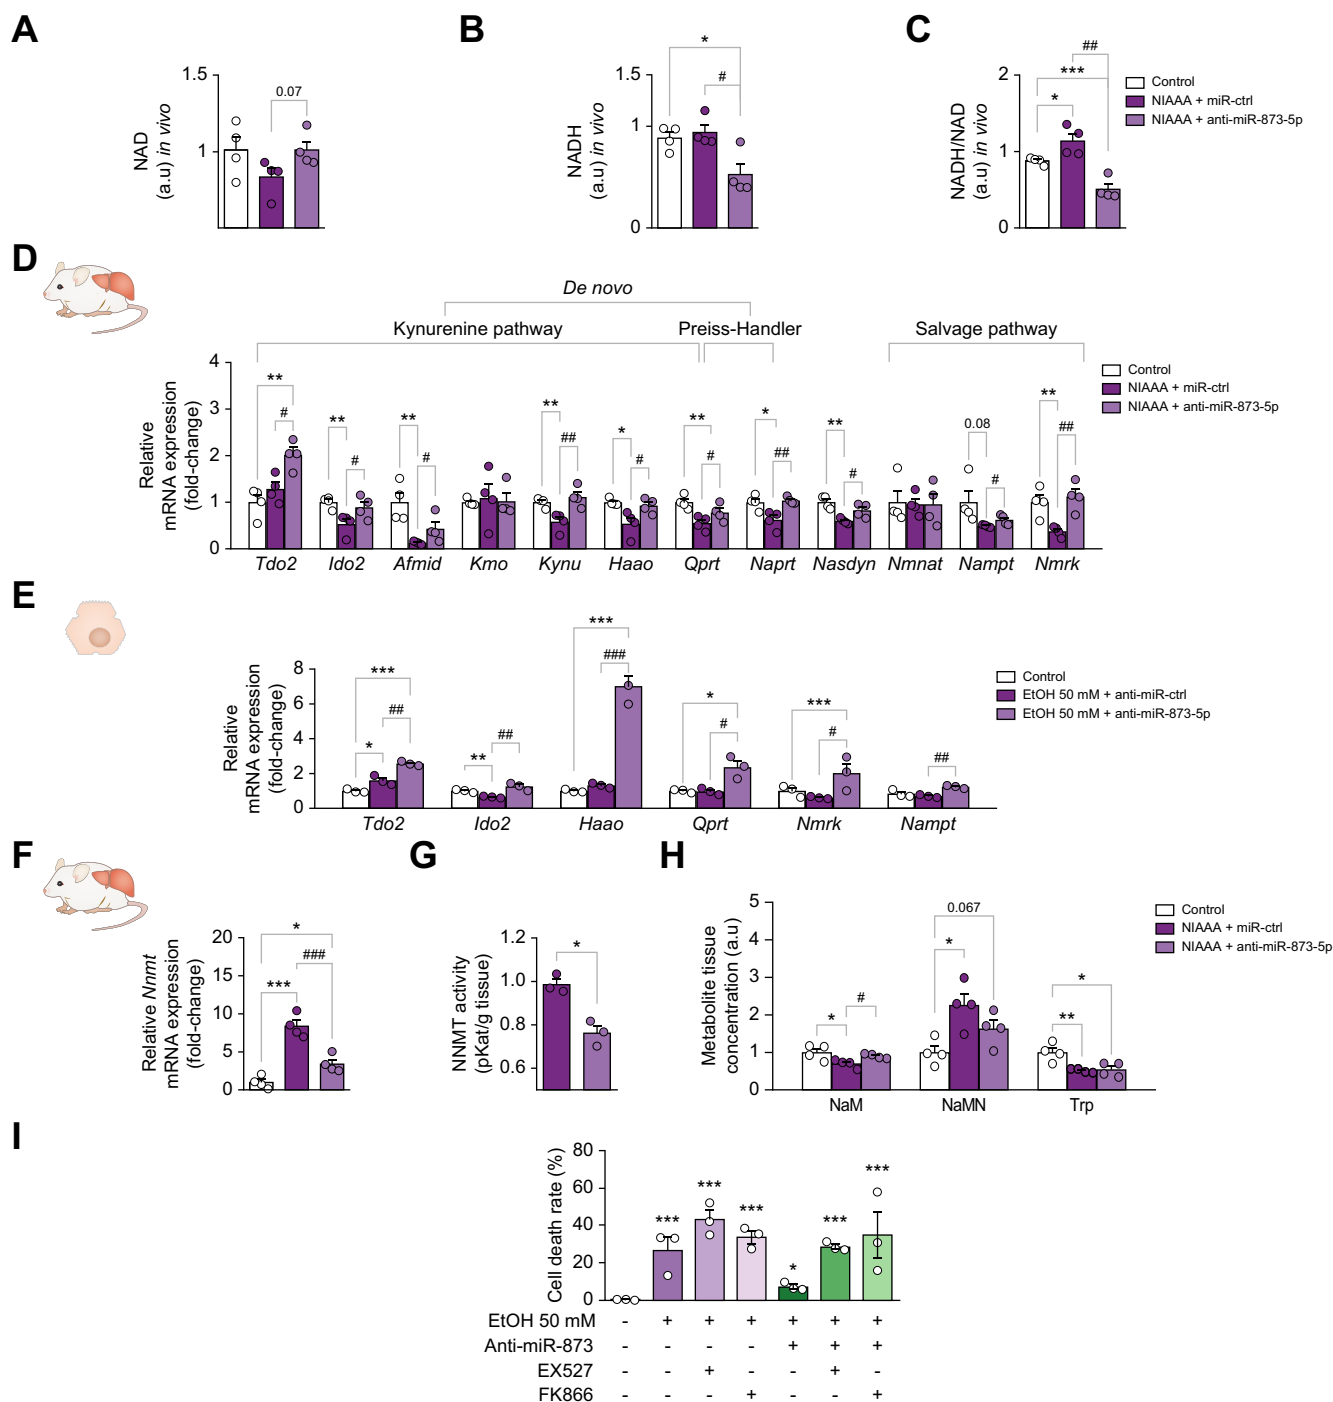 A
B
C
1.5
1
NAD
(a.u) in vivo
0.07
1.5
1
0
NADH
(a.u) in vivo
*
#
2
1
0
NADH/NAD
(a.u) in vivo
##
***
*
Control
NIAAA + miR-ctrl
NIAAA + anti-miR-873-5p
D
De novo
Kynurenine pathway
Preiss-Handler
Salvage pathway
Relative
mRNA expression
(fold-change)
4
3
2
1
0
** # ** # ** # ** ## * # ** # * ## ** # 0.08 # ** ##
Tdo2 Ido2 Afmid Kmo Kynu Haao Qprt Naprt Nasdyn Nmnat Nampt Nmrk
Control
NIAAA + miR-ctrl
NIAAA + anti-miR-873-5p
E
Relative
mRNA expression
(fold-change)
8
6
4
2
0
*** ## * ** ## *** ### * # *** # ##
Tdo2 Ido2 Haao Qprt Nmrk Nampt
Control
EtOH 50 mM + anti-miR-ctrl
EtOH 50 mM + anti-miR-873-5p
F
G
H
Relative Nnmt
mRNA expression
(fold-change)
20
15
10
5
0
*
###
***
NNMT activity
(pKat/g tissue)
1.2
1.0
0.8
0.6
*
Metabolite tissue
concentration (a.u)
5
4
3
2
1
0
* # 0.067 * * **
NaM NaMN Trp
Control
NIAAA + miR-ctrl
NIAAA + anti-miR-873-5p
I
Cell death rate (%)
80
60
40
20
0
*** *** *** * *** ***
EtOH 50 mM - + + + + + +
Anti-miR-873 - - - - + + +
EX527 - - + - - + -
FK866 - - - + - - +